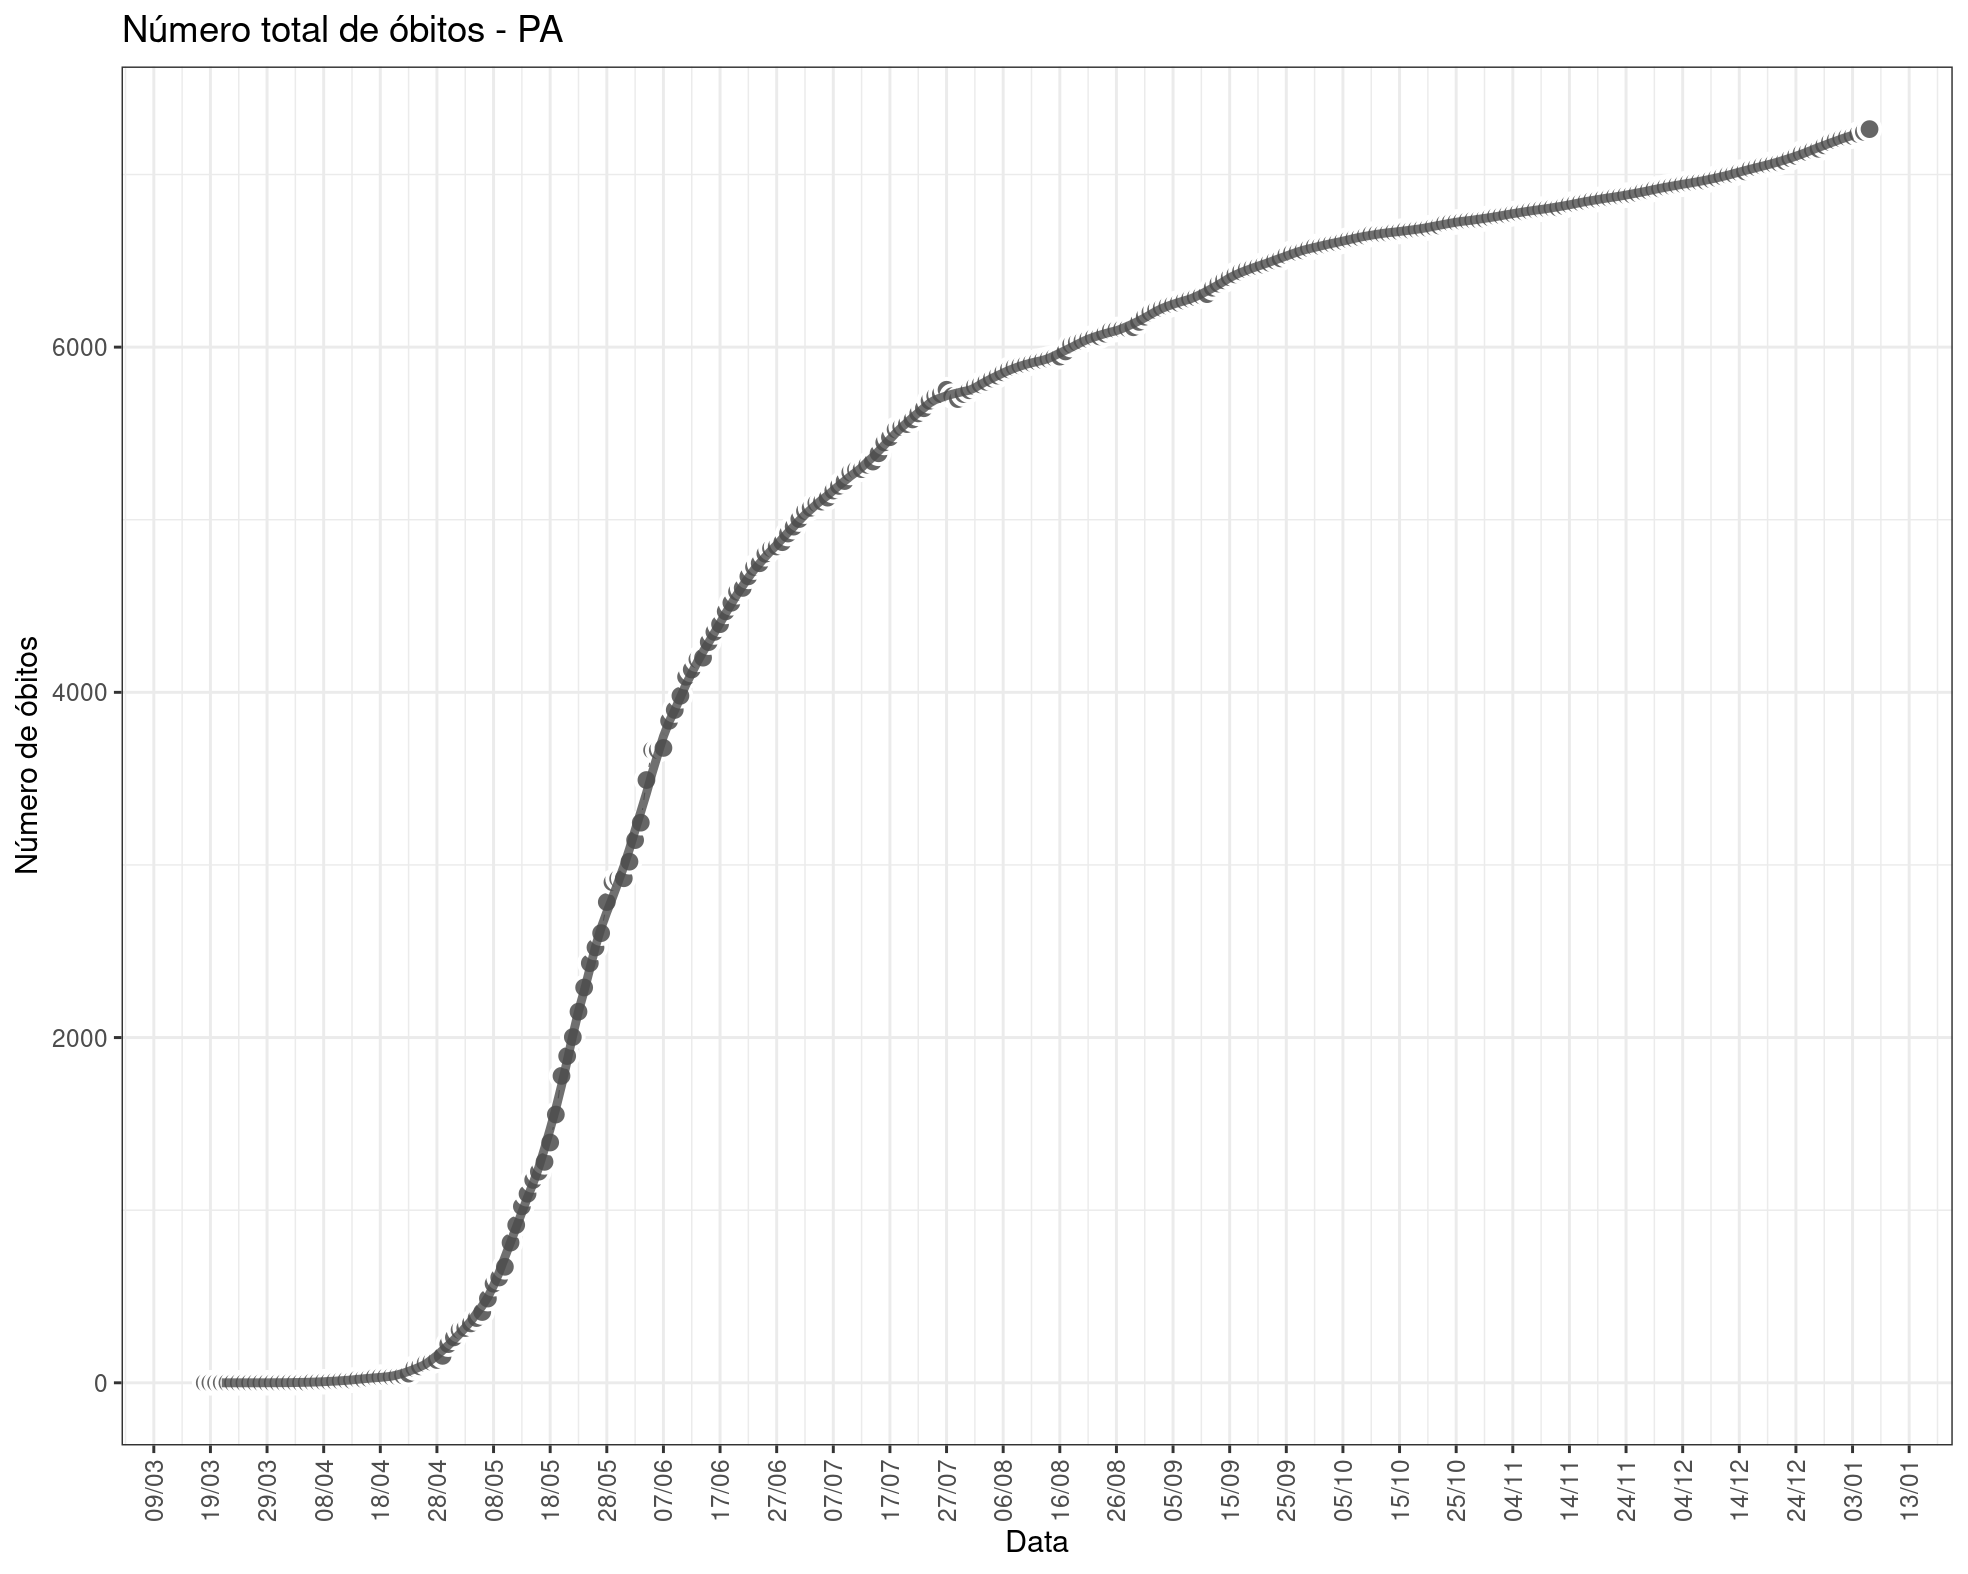 Número total de óbitos - PA
Número de óbitos
6000
4000
2000
0
09/03 19/03 29/03 08/04 18/04 28/04 08/05 18/05 28/05 07/06 17/06 27/06 07/07 17/07 27/07 06/08 16/08 26/08 05/09 15/09 25/09 05/10 15/10 25/10 04/11 14/11 24/11 04/12 14/12 24/12 03/01 13/01
Data